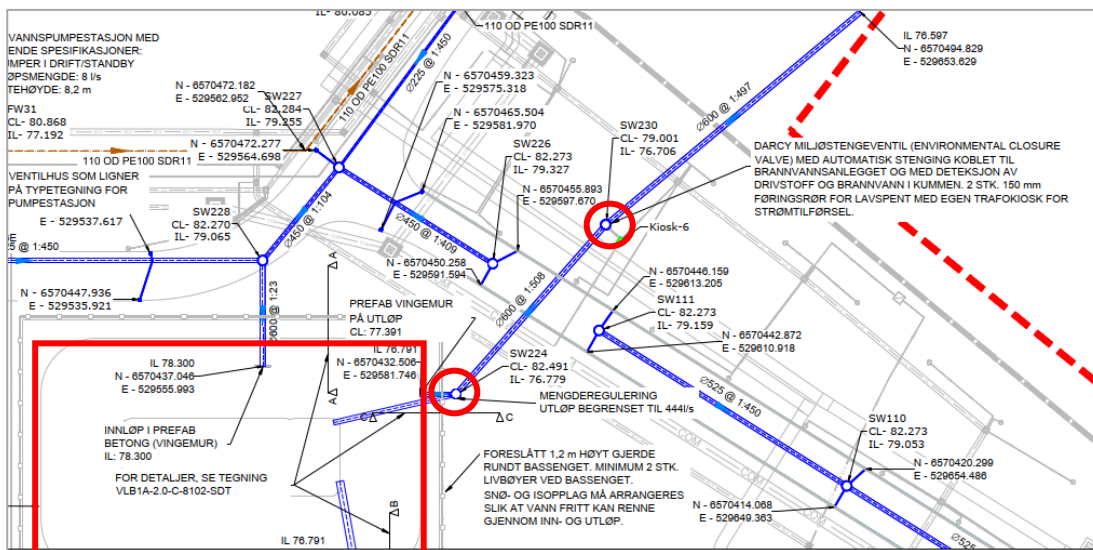 IL- 80.085
110 OD PE100 SDR11
VANNSPUMPESTASJON MED
ENDE SPESIFIKASJONER:
IMPER I DRIFT/STANDBY
ØPSMENGDE: 8 l/s
TEHØYDE: 8,2 m
FW31
CL- 80.868
IL- 77.192
110 OD PE100 SDR11
110 OD PE100 SDR11
Ø225 @ 1:450
N - 6570472.182
E - 529562.952
SW227
CL- 82.284
IL- 79.255
N - 6570472.277
E - 529564.698
N - 6570459.323
E - 529575.318
N - 6570465.504
E - 529581.970
SW226
CL- 82.273
IL- 79.327
N - 6570455.893
E - 529597.670
Ø600 @ 1:497
IL 76.597
N - 6570494.829
E - 529653.629
SW230
CL- 79.001
IL- 76.706
DARCY MILJØSTENGEVENTIL (ENVIRONMENTAL CLOSURE
VALVE) MED AUTOMATISK STENGING KOBLET TIL
BRANNVANNSANLEGGET OG MED DETEKSJON AV
DRIVSTOFF OG BRANNVANN I KUMMEN. 2 STK. 150 mm
FØRINGSRØR FOR LAVSPENT MED EGEN TRAFOKIOSK FOR
STRØMTILFØRSEL.
Kiosk-6
VENTILHUS SOM LIGNER
PÅ TYPETEGNING FOR
PUMPESTASJON
E - 529537.617
SW228
CL- 82.270
IL- 79.065
Ø450 @ 1:104
Ø450 @ 1:409
5 @ 1:450
N - 6570447.936
E - 529535.921
Ø600 @ 1:23
A
A
N - 6570450.258
E - 529591.594
Ø600 @ 1:508
N - 6570446.159
E - 529613.205
SW111
CL- 82.273
IL- 79.159
N - 6570442.872
E - 529610.918
PREFAB VINGEMUR
PÅ UTLØP
CL: 77.391
IL 76.791
N - 6570432.506
E - 529581.746
IL 78.300
N - 6570437.046
E - 529555.993
SW224
CL- 82.491
IL- 76.779
MENGDEREGULERING
UTLØP BEGRENSET TIL 444l/s
Ø525 @ 1:450
C
C
INNLØP I PREFAB
BETONG (VINGEMUR)
IL: 78.300
FOR DETALJER, SE TEGNING
VLB1A-2.0-C-8102-SDT
FORESLÅTT 1,2 m HØYT GJERDE
RUNDT BASSENGET. MINIMUM 2 STK.
LIVBØYER VED BASSENGET.
SNØ- OG ISOPPLAG MÅ ARRANGERES
SLIK AT VANN FRITT KAN RENNE
GJENNOM INN- OG UTLØP.
SW110
CL- 82.273
IL- 79.053
N - 6570420.299
E - 529654.486
N - 6570414.068
E - 529649.363
B
IL 76.791
COM
COM
COM
Ø525